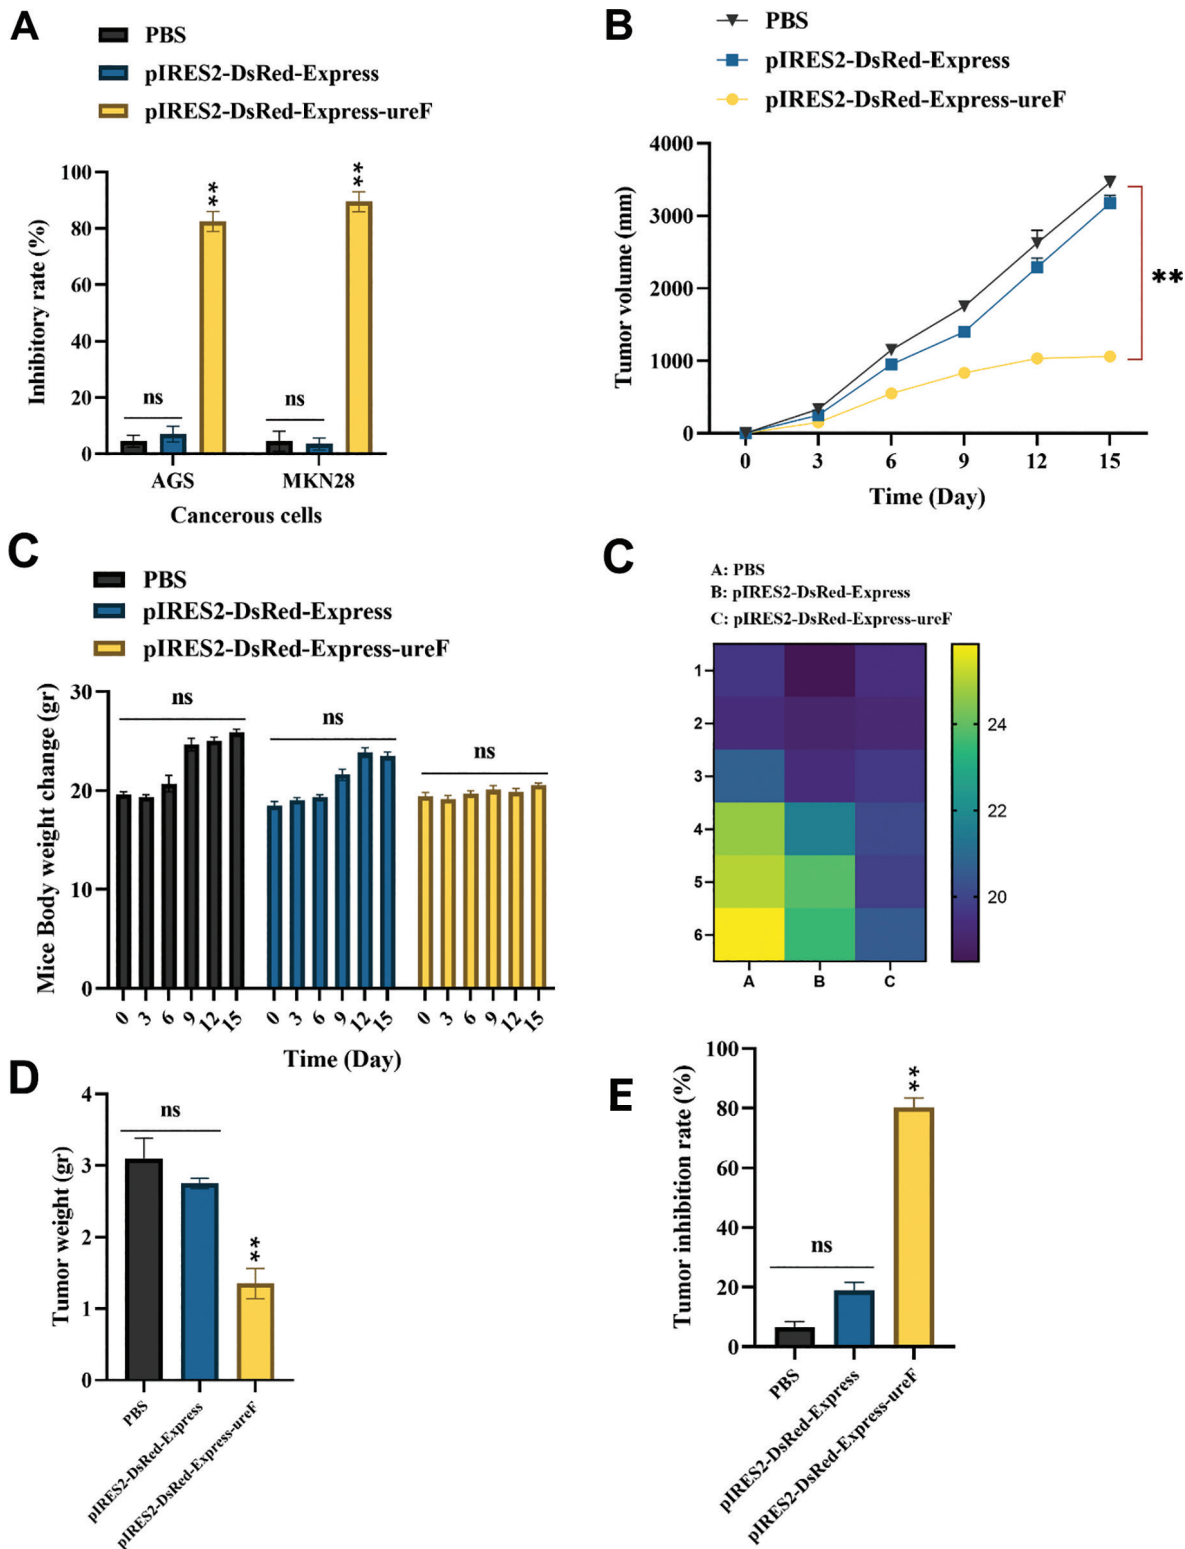 A
PBS
pIRES2-DsRed-Express
pIRES2-DsRed-Express-ureF
Inhibitory rate (%)
100
80
60
40
20
0
ns
**
ns
**
AGS
MKN28
Cancerous cells
B
PBS
pIRES2-DsRed-Express
pIRES2-DsRed-Express-ureF
Tumor volume (mm)
4000
3000
2000
1000
0
**
0
3
6
9
12
15
Time (Day)
C
PBS
pIRES2-DsRed-Express
pIRES2-DsRed-Express-ureF
Mice Body weight change (gr)
30
20
10
0
ns
ns
ns
0 3 6 9 12 15
0 3 6 9 12 15
0 3 6 9 12 15
Time (Day)
C
A: PBS
B: pIRES2-DsRed-Express
C: pIRES2-DsRed-Express-ureF
1
2
3
4
5
6
A
B
C
24
22
20
D
Tumor weight (gr)
4
3
2
1
0
ns
**
PBS
pIRES2-DsRed-Express
pIRES2-DsRed-Express-ureF
E
Tumor inhibition rate (%)
100
80
60
40
20
0
ns
**
PBS
pIRES2-DsRed-Express
pIRES2-DsRed-Express-ureF